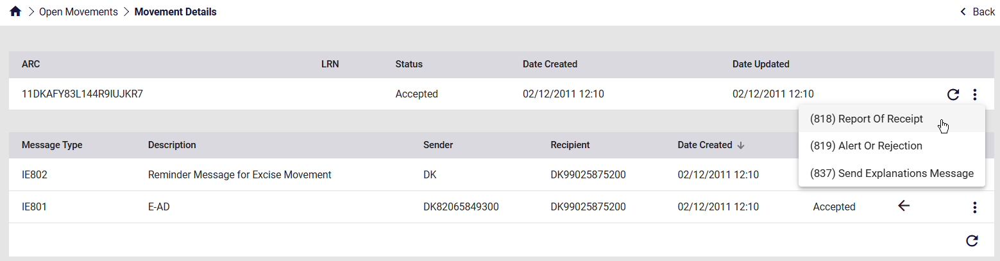 Open Movements Movement Details Back
ARC LRN Status Date Created Date Updated
11DKAFY83L144R9IUJKR7 Accepted 02/12/2011 12:10 02/12/2011 12:10
(818) Report Of Receipt
(819) Alert Or Rejection
(837) Send Explanations Message
Message Type Description Sender Recipient Date Created
IE802 Reminder Message for Excise Movement DK DK99025875200 02/12/2011 12:10
IE801 E-AD DK82065849300 DK99025875200 02/12/2011 12:10 Accepted